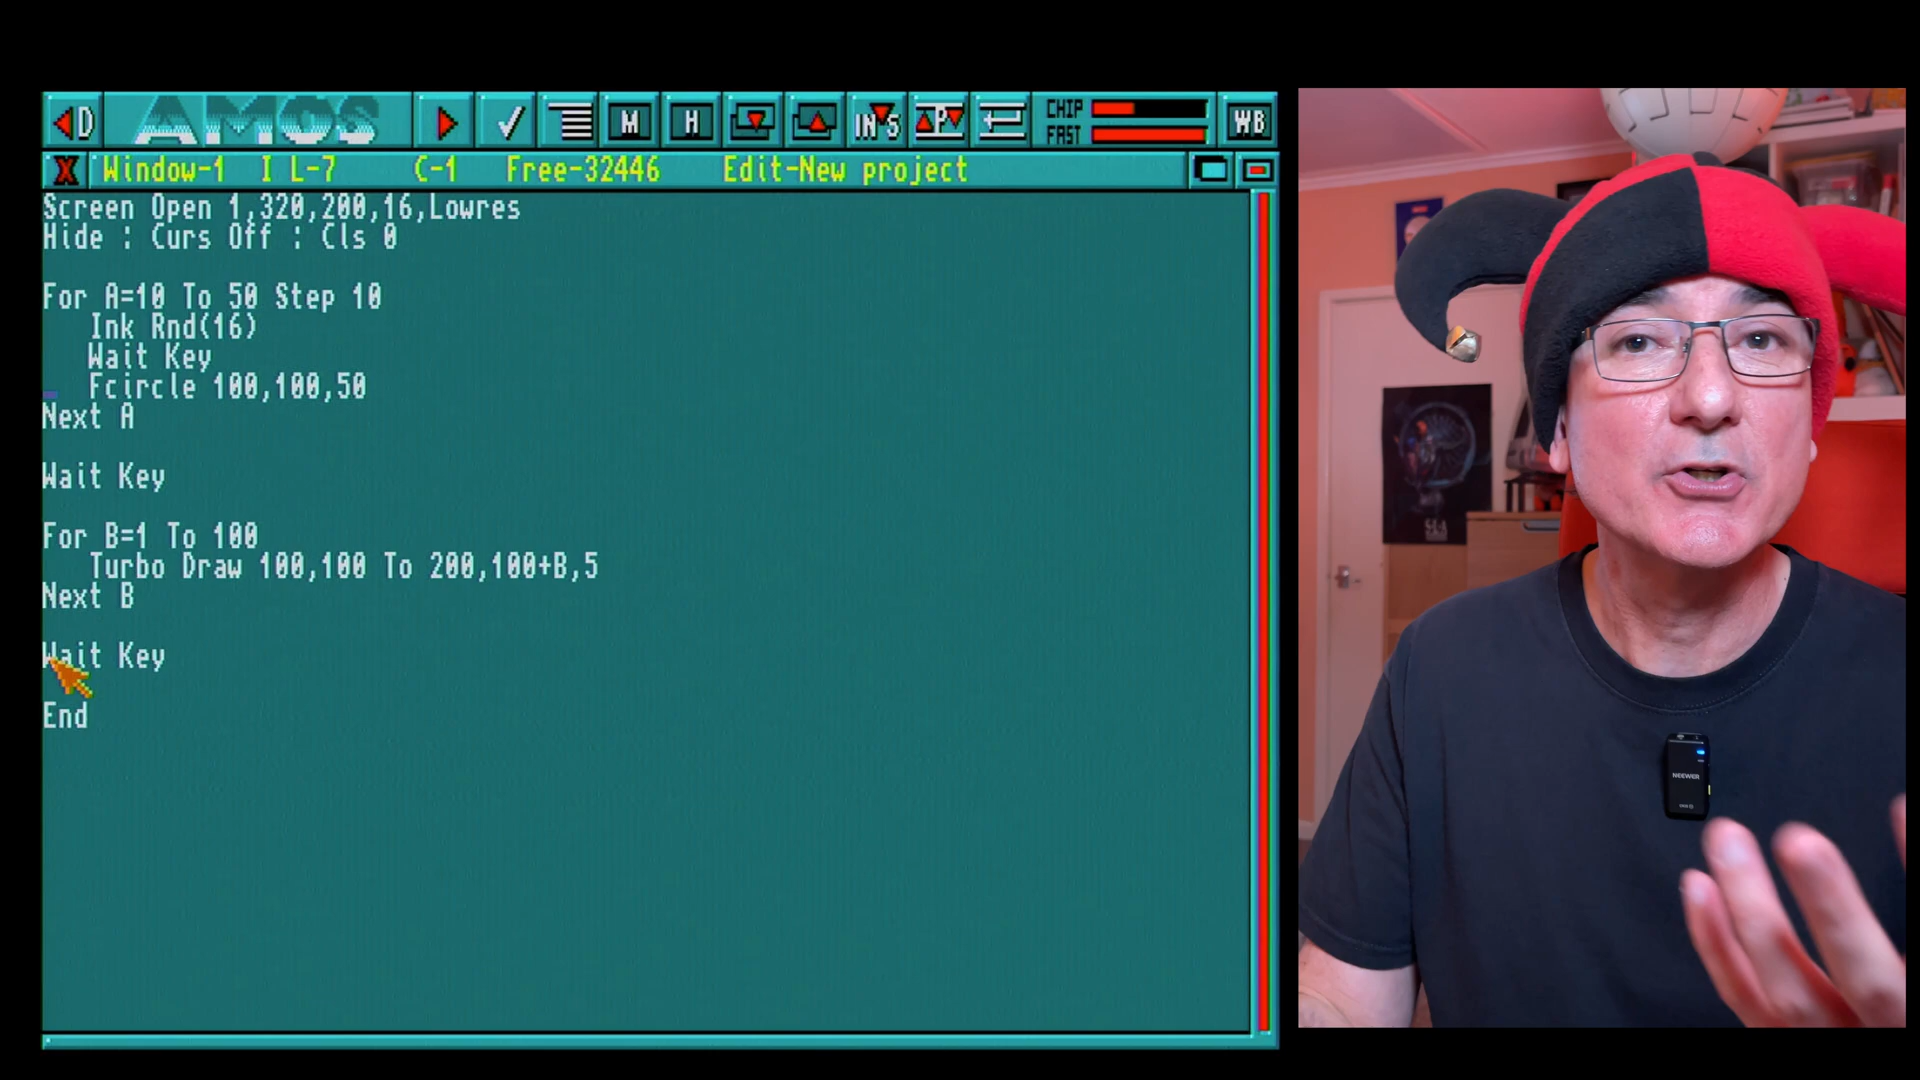 D AMOS M H IN S P CHIP FAST WB
X Window-1 I L-7 C-1 Free-32446 Edit-New project
Screen Open 1,320,200,16,Lowres
Hide : Curs Off : Cls 0
For A=10 To 50 Step 10
Ink Rnd(16)
Wait Key
Fcircle 100,100,50
Next A
Wait Key
For B=1 To 100
Turbo Draw 100,100 To 200,100+B,5
Next B
Wait Key
End
NEEWER